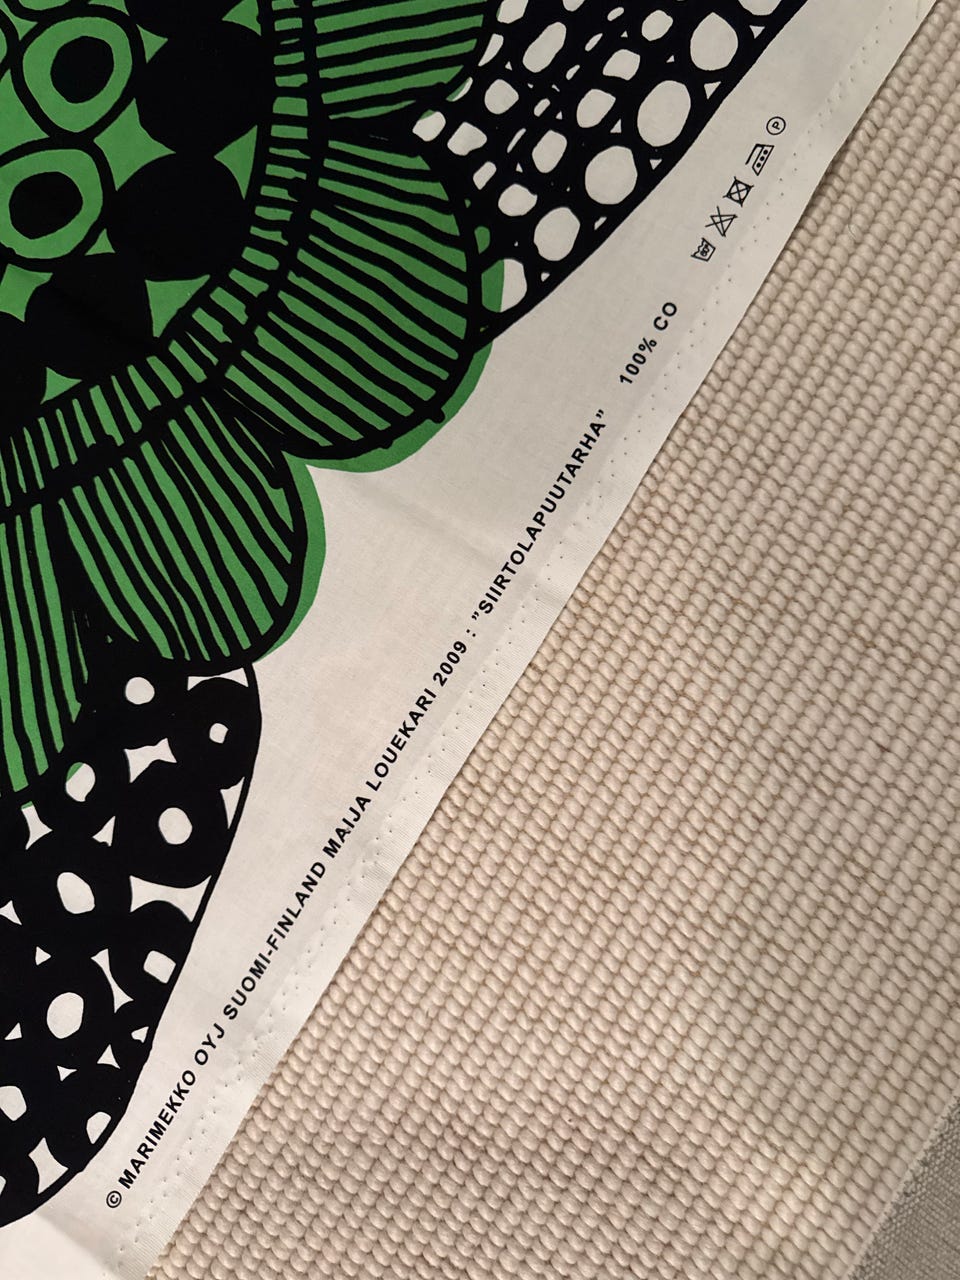 © MARIMEKKO OYJ SUOMI-FINLAND MAIJA LOUEKARI 2009 : ”SIIRTOLAPUUTARHA” 100% CO